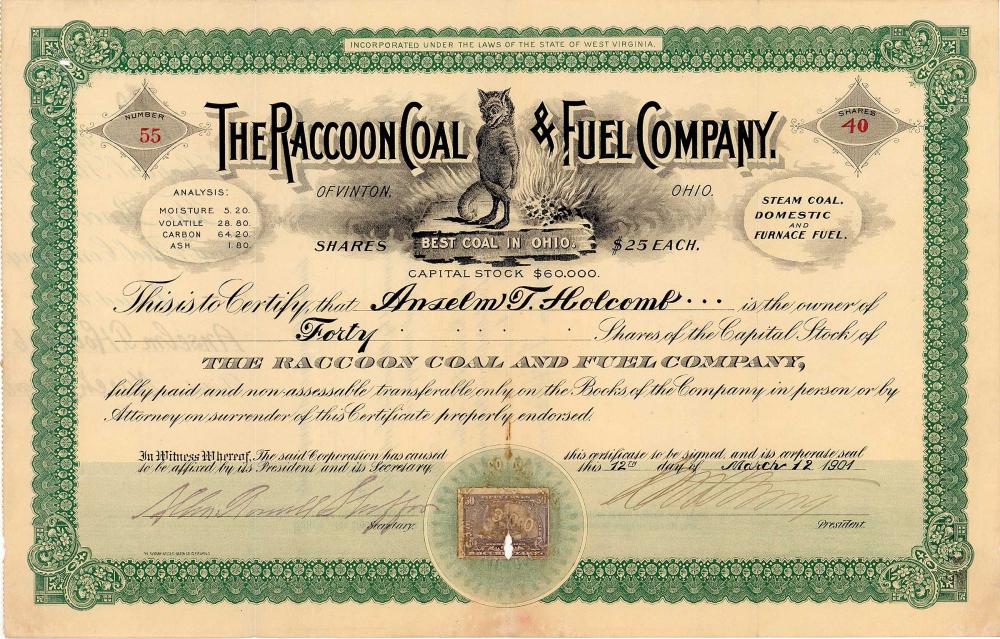 INCORPORATED UNDER THE LAWS OF THE STATE OF WEST VIRGINIA.
NUMBER
55
SHARES
40
THE RACCOON COAL & FUEL COMPANY.
OF VINTON, OHIO.
ANALYSIS:
MOISTURE 5.20.
VOLATILE 28.80.
CARBON 64.20.
ASH 1.80.
STEAM COAL,
DOMESTIC
AND
FURNACE FUEL.
SHARES BEST COAL IN OHIO. $25 EACH.
CAPITAL STOCK $60.000.
This is to Certify, that Anselm T. Holcomb is the owner of
Forty Shares of the Capital Stock of
THE RACCOON COAL AND FUEL COMPANY,
fully paid and non-assessable transferable only on the Books of the Company in person or by
Attorney on surrender of this Certificate properly endorsed.
In Witness Whereof, The said Corporation has caused this certificate to be signed, and its corporate seal
to be affixed, by its President and its Secretary, this 12th day of March 12 1901
Secretary.
President.